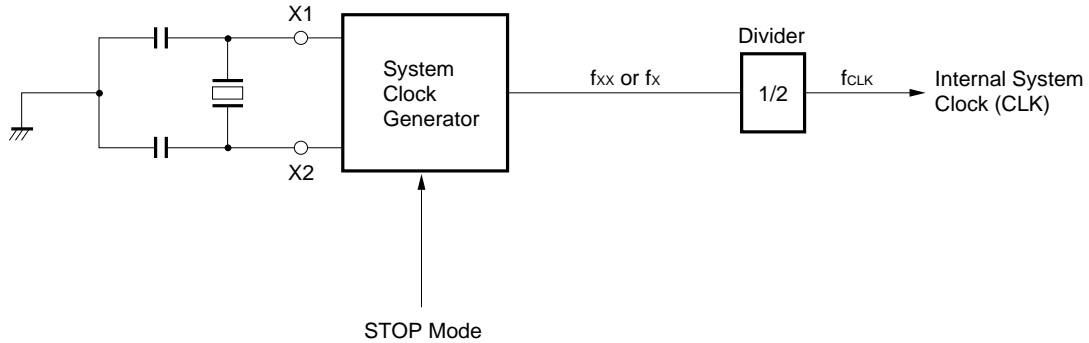 X1
Divider
System
Clock
Generator
fXX or fX
1/2
fCLK
Internal System
Clock (CLK)
X2
STOP Mode